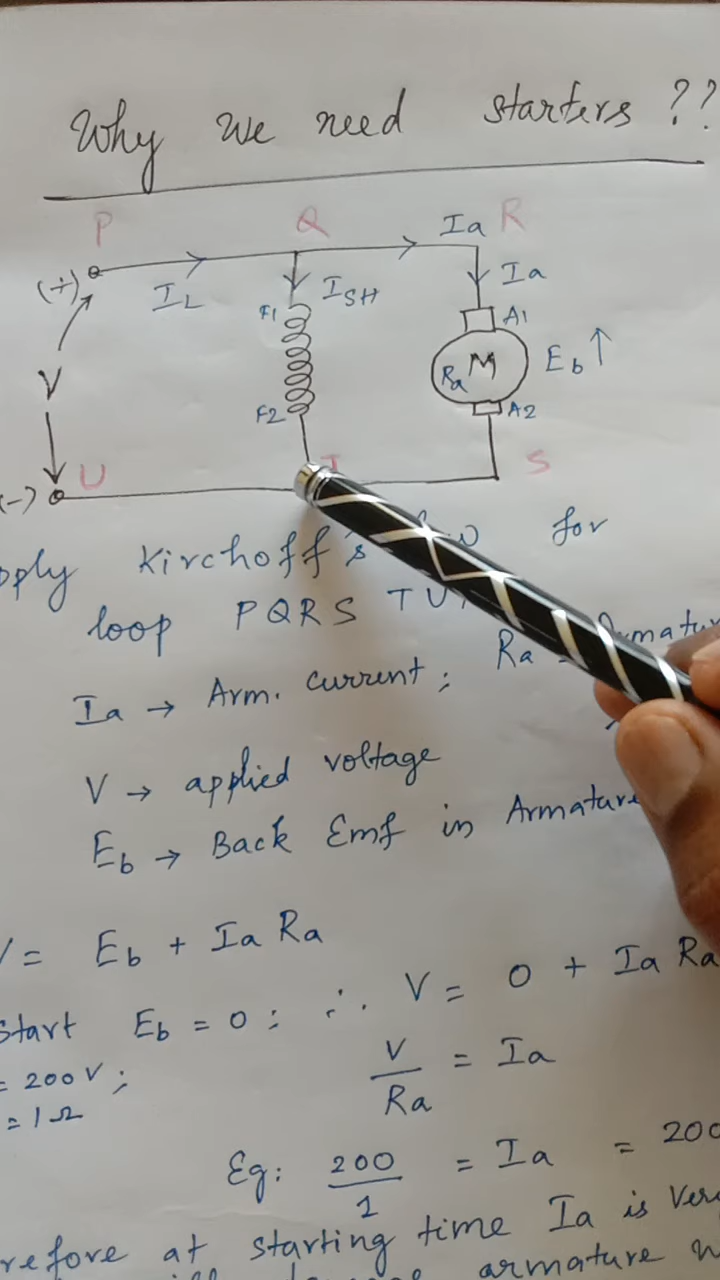 Why we need starters ??
P Q Ia R
(+) IL ISH Ia
F1 A1
V Ra M Eb ↑
F2 A2
U S
(-)
Kirchoff's for
loop PQRS TU
Ia → Arm. Current ; Ra
V → applied voltage
Eb → Back Emf in Armature
V = Eb + Ia Ra
Start Eb = 0 ; ∴ V = 0 + Ia Ra
= 200V ; V/Ra = Ia
= 1Ω
Eg: 200/1 = Ia = 200
at starting time Ia is
armature